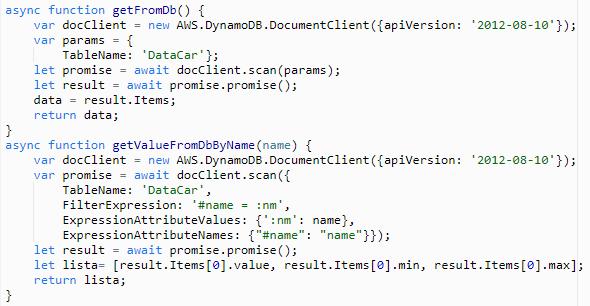 async function getFromDb() {
    var docClient = new AWS.DynamoDB.DocumentClient({apiVersion: '2012-08-10'});
    var params = {
        TableName: 'DataCar'};
    let promise = await docClient.scan(params);
    let result = await promise.promise();
    data = result.Items;
    return data;
}
async function getValueFromDbByName(name) {
    var docClient = new AWS.DynamoDB.DocumentClient({apiVersion: '2012-08-10'});
    var promise = await docClient.scan({
        TableName: 'DataCar',
        FilterExpression: '#name = :nm',
        ExpressionAttributeValues: {':nm': name},
        ExpressionAttributeNames: {"#name": "name"}});
    let result = await promise.promise();
    let lista= [result.Items[0].value, result.Items[0].min, result.Items[0].max];
    return lista;
}